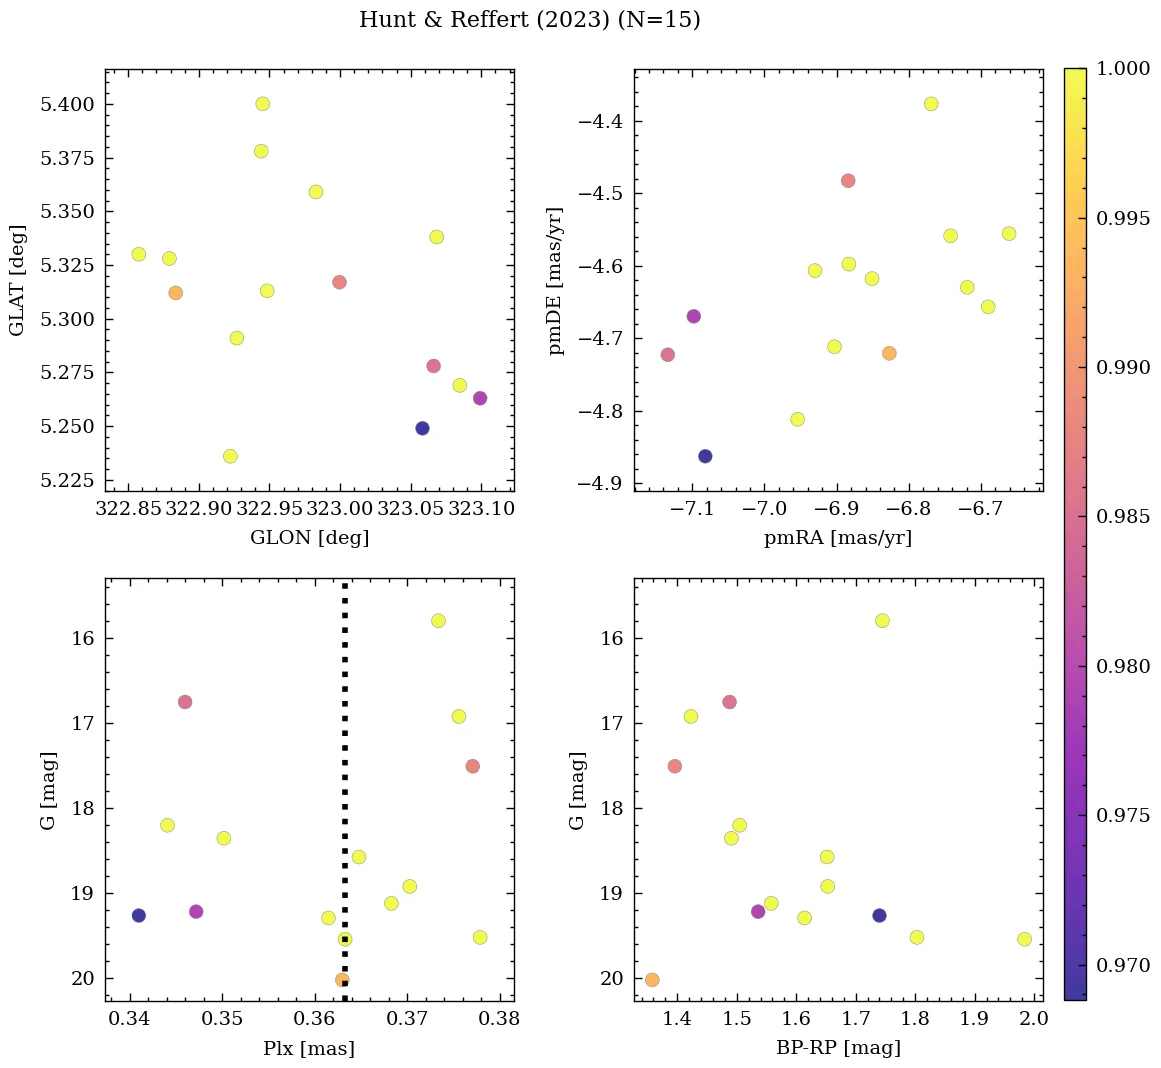 Hunt & Reffert (2023) (N=15)
5.400
5.375
5.350
5.325
5.300
5.275
5.250
5.225
GLAT [deg]
322.85 322.90 322.95 323.00 323.05 323.10
GLON [deg]
−4.4
−4.5
−4.6
−4.7
−4.8
−4.9
pmDE [mas/yr]
−7.1 −7.0 −6.9 −6.8 −6.7
pmRA [mas/yr]
16
17
18
19
20
G [mag]
0.34 0.35 0.36 0.37 0.38
Plx [mas]
16
17
18
19
20
G [mag]
1.4 1.5 1.6 1.7 1.8 1.9 2.0
BP-RP [mag]
1.000
0.995
0.990
0.985
0.980
0.975
0.970